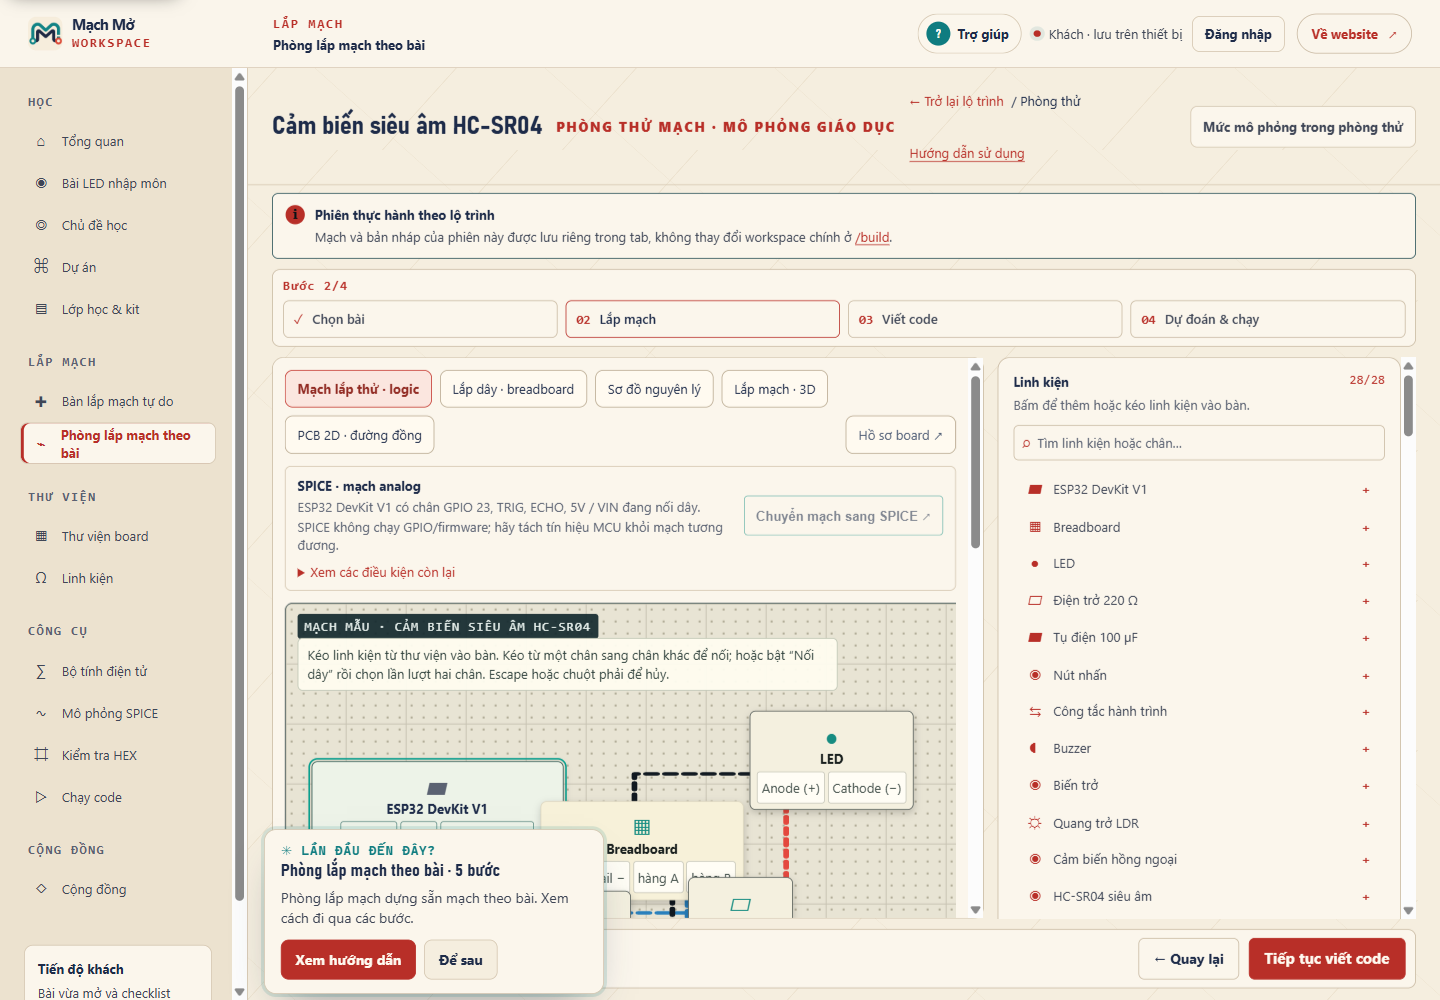 Mạch Mở
WORKSPACE
LẮP MẠCH
Phòng lắp mạch theo bài
? Trợ giúp
Khách · lưu trên thiết bị
Đăng nhập
Về website ↗
HỌC
Tổng quan
Bài LED nhập môn
Chủ đề học
Dự án
Lớp học & kit
LẮP MẠCH
Bàn lắp mạch tự do
Phòng lắp mạch theo
bài
THƯ VIỆN
Thư viện board
Linh kiện
CÔNG CỤ
Bộ tính điện tử
Mô phỏng SPICE
Kiểm tra HEX
Chạy code
CỘNG ĐỒNG
Cộng đồng
Tiến độ khách
Bài vừa mở và checklist
Cảm biến siêu âm HC-SR04
PHÒNG THỬ MẠCH · MÔ PHỎNG GIÁO DỤC
← Trở lại lộ trình / Phòng thử
Hướng dẫn sử dụng
Mức mô phỏng trong phòng thử
Phiên thực hành theo lộ trình
Mạch và bản nháp của phiên này được lưu riêng trong tab, không thay đổi workspace chính ở /build.
Bước 2/4
✓ Chọn bài
02 Lắp mạch
03 Viết code
04 Dự đoán & chạy
Mạch lắp thử · logic
Lắp dây · breadboard
Sơ đồ nguyên lý
Lắp mạch · 3D
PCB 2D · đường đồng
Hồ sơ board ↗
SPICE · mạch analog
ESP32 DevKit V1 có chân GPIO 23, TRIG, ECHO, 5V / VIN đang nối dây.
SPICE không chạy GPIO/firmware; hãy tách tín hiệu MCU khỏi mạch tương
đương.
Chuyển mạch sang SPICE ↗
▶ Xem các điều kiện còn lại
MẠCH MẪU · CẢM BIẾN SIÊU ÂM HC-SR04
Kéo linh kiện từ thư viện vào bàn. Kéo từ một chân sang chân khác để nối; hoặc bật “Nối
dây” rồi chọn lần lượt hai chân. Escape hoặc chuột phải để hủy.
LED
Anode (+)
Cathode (−)
ESP32 DevKit V1
Breadboard
ail −
hàng A
hàng B
✳ LẦN ĐẦU ĐẾN ĐÂY?
Phòng lắp mạch theo bài · 5 bước
Phòng lắp mạch dựng sẵn mạch theo bài. Xem
cách đi qua các bước.
Xem hướng dẫn
Để sau
Linh kiện
28/28
Bấm để thêm hoặc kéo linh kiện vào bàn.
Tìm linh kiện hoặc chân...
ESP32 DevKit V1 +
Breadboard +
LED +
Điện trở 220 Ω +
Tụ điện 100 µF +
Nút nhấn +
Công tắc hành trình +
Buzzer +
Biến trở +
Quang trở LDR +
Cảm biến hồng ngoại +
HC-SR04 siêu âm +
← Quay lại
Tiếp tục viết code